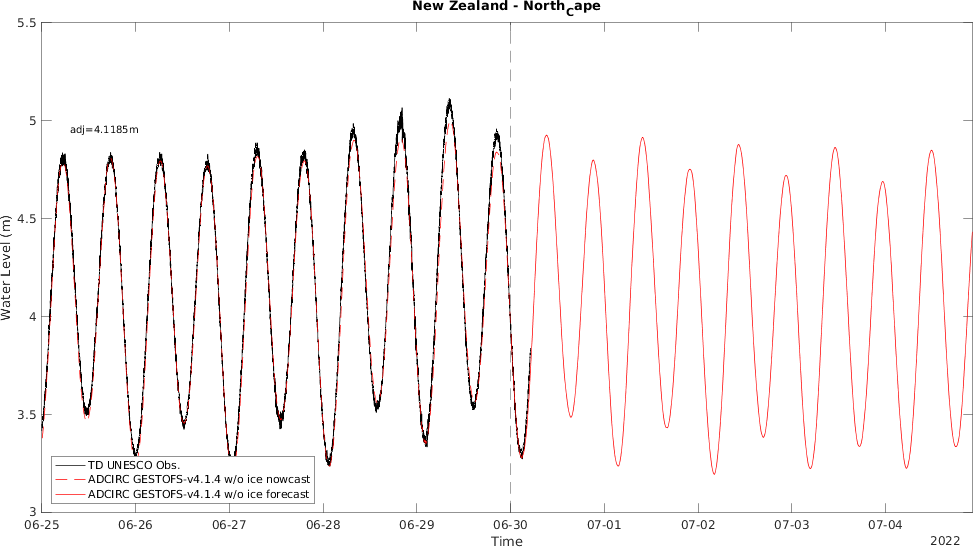 New Zealand - North_Cape
5.5
5
4.5
4
3.5
3
Water Level (m)
adj=4.1185m
TD UNESCO Obs.
ADCIRC GESTOFS-v4.1.4 w/o ice nowcast
ADCIRC GESTOFS-v4.1.4 w/o ice forecast
06-25
06-26
06-27
06-28
06-29
06-30
07-01
07-02
07-03
07-04
Time
2022